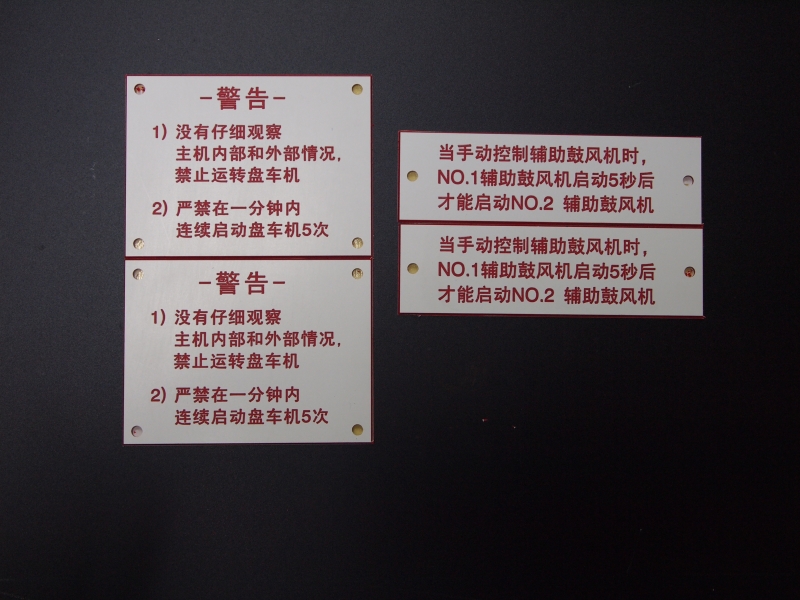 -警告-
1) 没有仔细观察
主机内部和外部情况,
禁止运转盘车机
2) 严禁在一分钟内
连续启动盘车机5次
-警告-
1) 没有仔细观察
主机内部和外部情况,
禁止运转盘车机
2) 严禁在一分钟内
连续启动盘车机5次
当手动控制辅助鼓风机时,
NO.1辅助鼓风机启动5秒后
才能启动NO.2 辅助鼓风机
当手动控制辅助鼓风机时,
NO.1辅助鼓风机启动5秒后
才能启动NO.2 辅助鼓风机